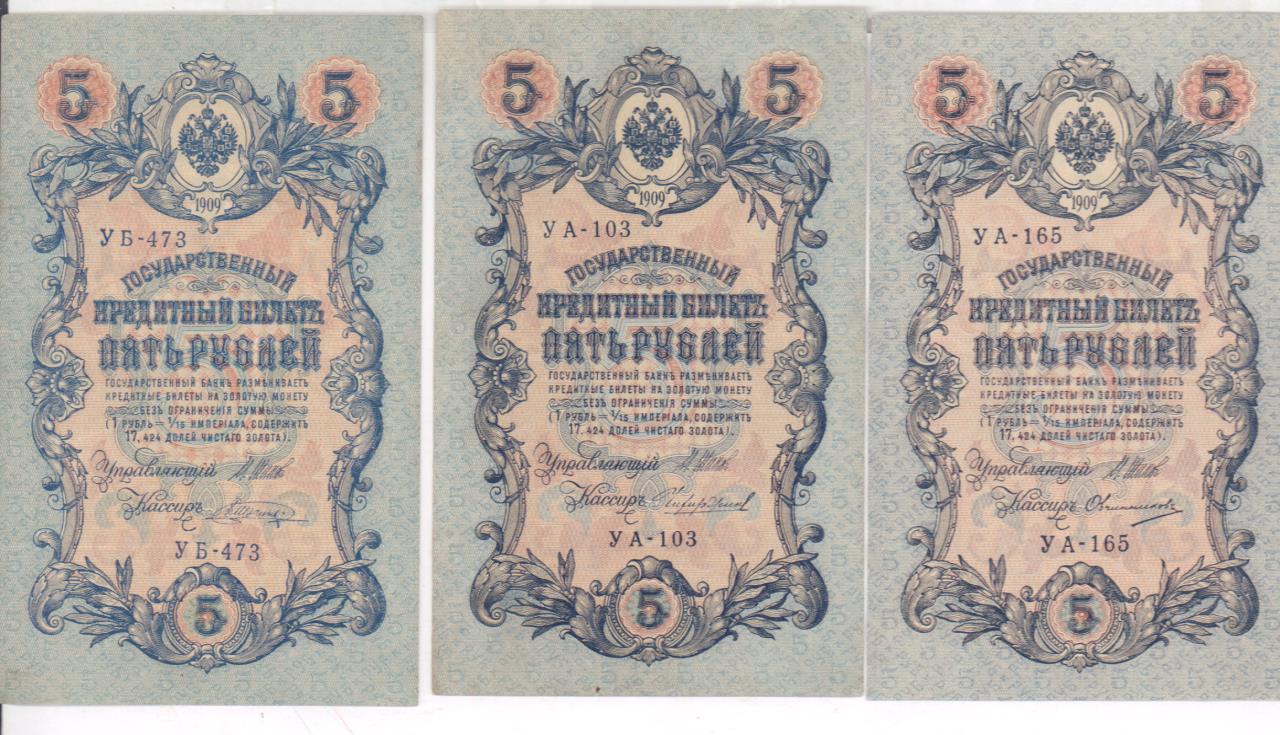 5 5
1909
УБ-473
ГОСУДАРСТВЕННЫЙ
КРЕДИТНЫЙ БИЛЕТЪ
ПЯТЬ РУБЛЕЙ
ГОСУДАРСТВЕННЫЙ БАНКЪ РАЗМѢНИВАЕТЪ
КРЕДИТНЫЕ БИЛЕТЫ НА ЗОЛОТУЮ МОНЕТУ
БЕЗЪ ОГРАНИЧЕНІЯ СУММЫ
(1 РУБЛЬ = 1/15 ИМПЕРІАЛА, СОДЕРЖИТЪ
17,424 ДОЛЕЙ ЧИСТАГО ЗОЛОТА).
Управляющій
Кассиръ
УБ-473
5
5 5
1909
УА-103
ГОСУДАРСТВЕННЫЙ
КРЕДИТНЫЙ БИЛЕТЪ
ПЯТЬ РУБЛЕЙ
ГОСУДАРСТВЕННЫЙ БАНКЪ РАЗМѢНИВАЕТЪ
КРЕДИТНЫЕ БИЛЕТЫ НА ЗОЛОТУЮ МОНЕТУ
БЕЗЪ ОГРАНИЧЕНІЯ СУММЫ
(1 РУБЛЬ = 1/15 ИМПЕРІАЛА, СОДЕРЖИТЪ
17,424 ДОЛЕЙ ЧИСТАГО ЗОЛОТА).
Управляющій
Кассиръ
УА-103
5
5 5
1909
УА-165
ГОСУДАРСТВЕННЫЙ
КРЕДИТНЫЙ БИЛЕТЪ
ПЯТЬ РУБЛЕЙ
ГОСУДАРСТВЕННЫЙ БАНКЪ РАЗМѢНИВАЕТЪ
КРЕДИТНЫЕ БИЛЕТЫ НА ЗОЛОТУЮ МОНЕТУ
БЕЗЪ ОГРАНИЧЕНІЯ СУММЫ
(1 РУБЛЬ = 1/15 ИМПЕРІАЛА, СОДЕРЖИТЪ
17,424 ДОЛЕЙ ЧИСТАГО ЗОЛОТА).
Управляющій
Кассиръ Овчинниковъ
УА-165
5